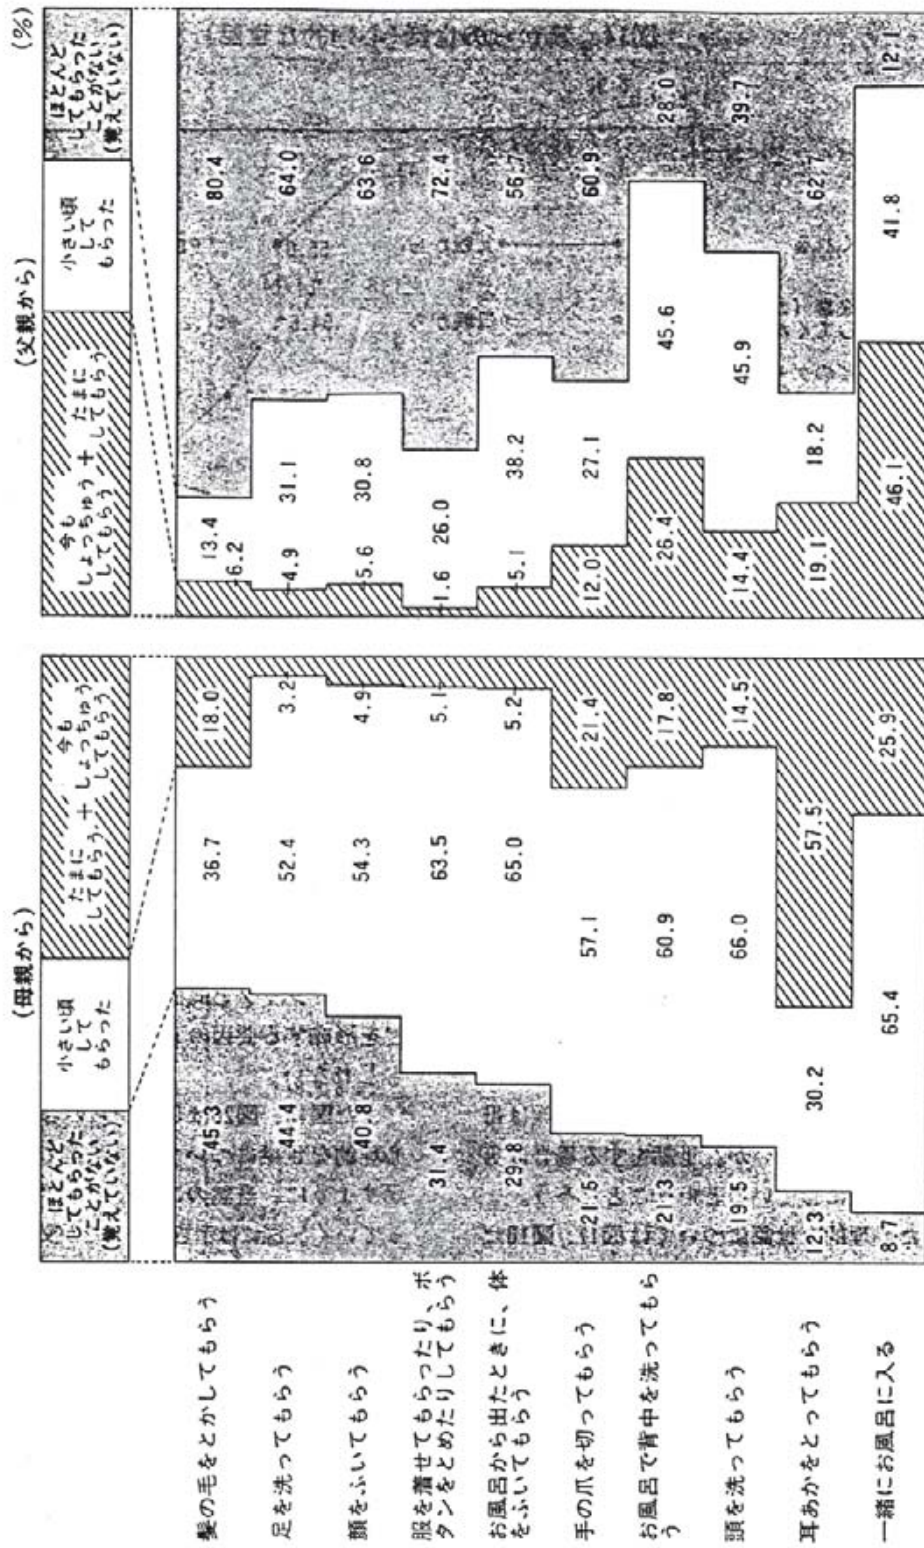 (母親から)
(父親から)
(%)
ほとんど
してもらった
ことがない
(覚えていない)
小さい頃
して
もらった
たまに
してもらう
+
今も
しょっちゅう
してもらう
今も
しょっちゅう
してもらう
+
たまに
してもらう
小さい頃
して
もらった
ほとんど
してもらった
ことがない
(覚えていない)
髪の毛をとかしてもらう
45.3 36.7 18.0 6.2 13.4 80.4
足を洗ってもらう
44.4 52.4 3.2 4.9 31.1 64.0
顔をふいてもらう
40.8 54.3 4.9 5.6 30.8 63.6
服を着せてもらったり、ボ
タンをとめたりしてもらう
31.4 63.5 5.1 1.6 26.0 72.4
お風呂から出たときに、体
をふいてもらう
29.8 65.0 5.2 5.1 38.2 56.7
手の爪を切ってもらう
21.5 57.1 21.4 12.0 27.1 60.9
お風呂で背中を洗ってもら
う
21.3 60.9 17.8 26.4 45.6 28.0
頭を洗ってもらう
19.5 66.0 14.5 14.4 45.9 39.7
耳あかをとってもらう
12.3 30.2 57.5 19.1 18.2 62.7
一緒にお風呂に入る
8.7 65.4 25.9 46.1 41.8 12.1